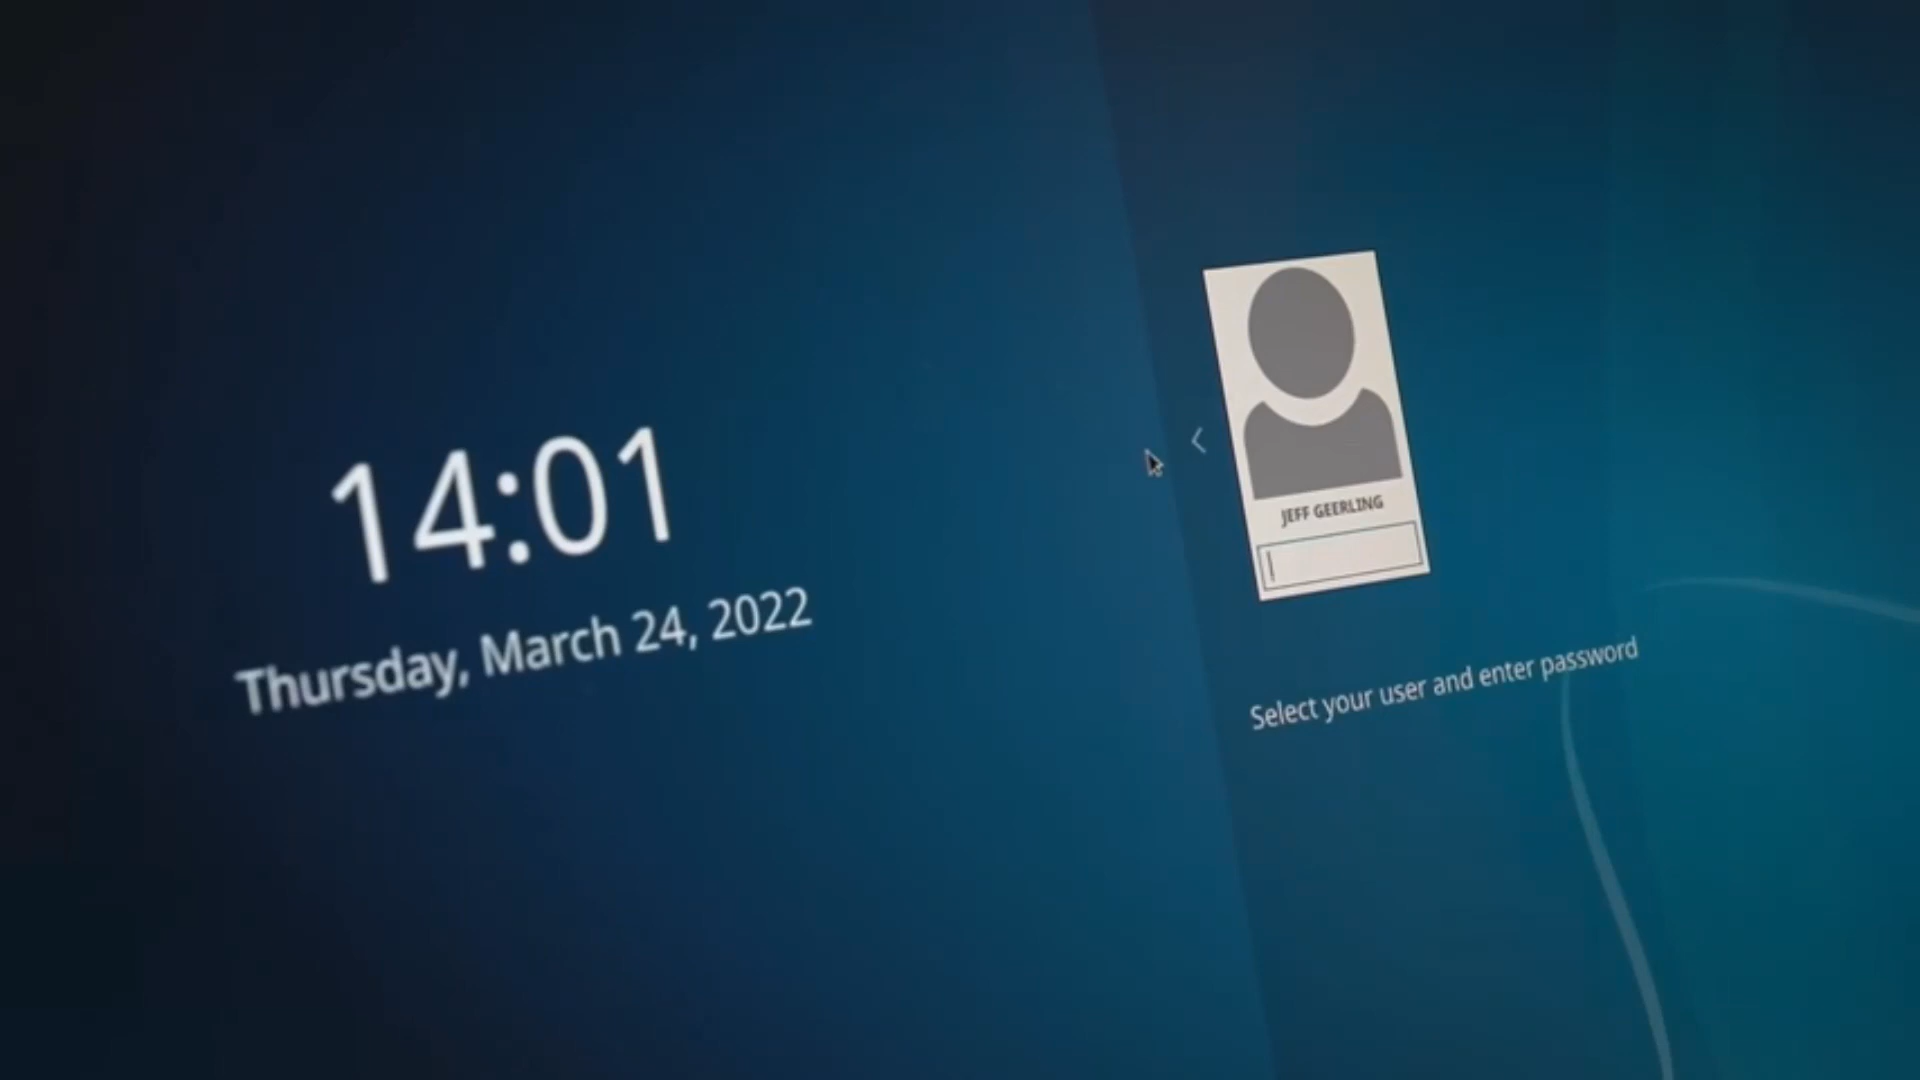 14:01
Thursday, March 24, 2022
JEFF GEERLING
Select your user and enter password